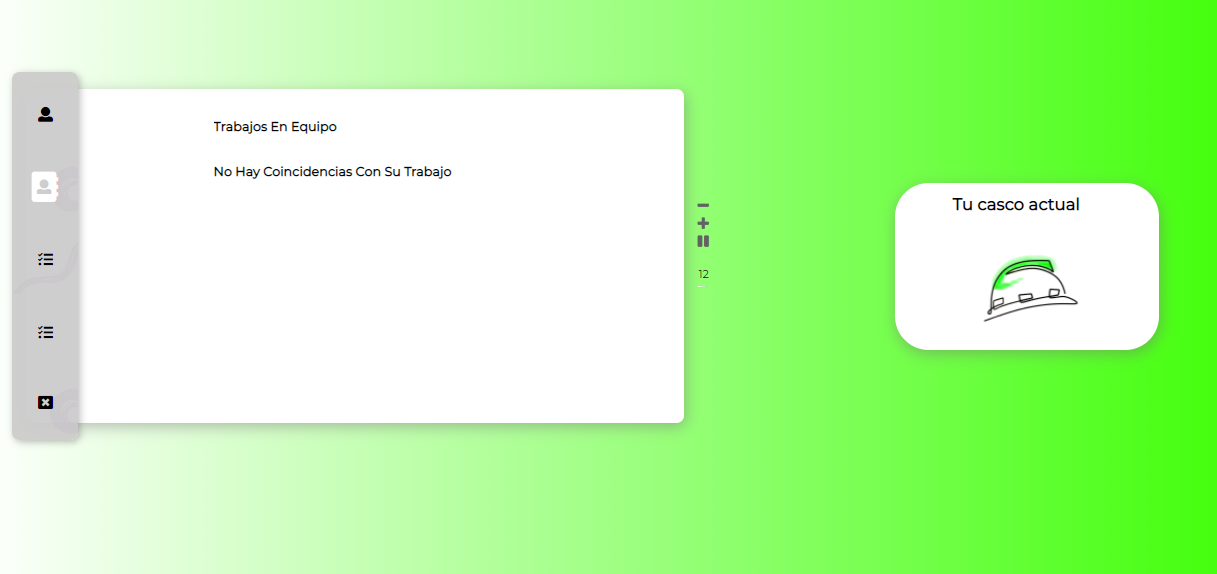 Trabajos En Equipo
No Hay Coincidencias Con Su Trabajo
12
Tu casco actual